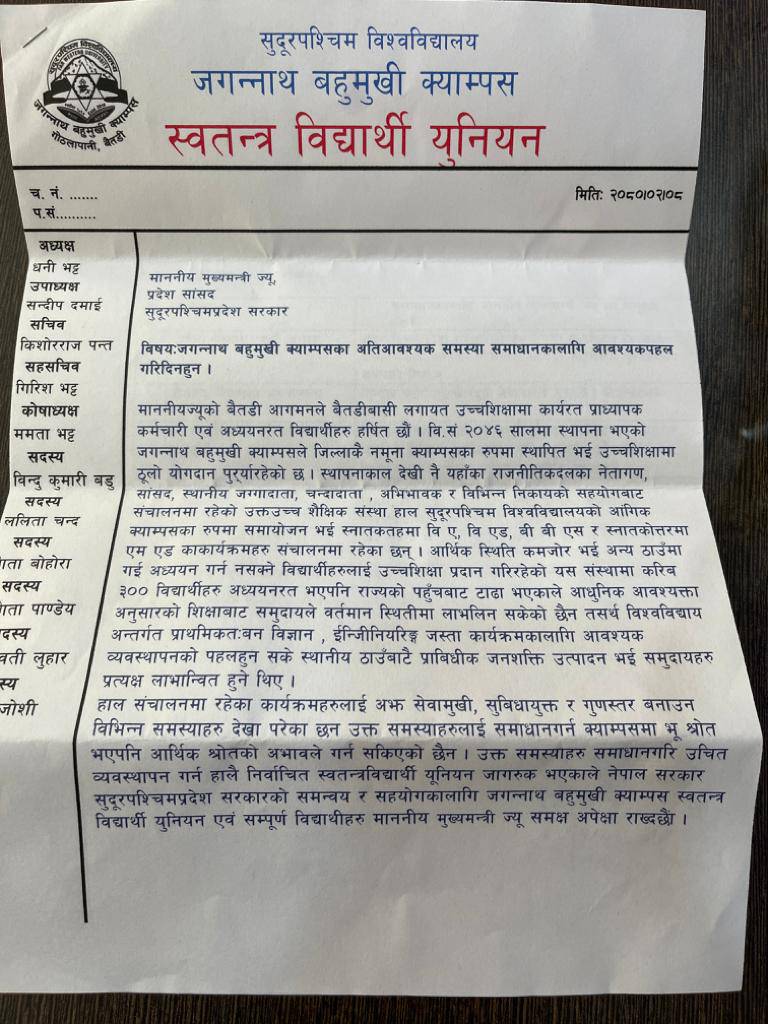 सुदूरपश्चिम विश्वविद्यालय
जगन्नाथ बहुमुखी क्याम्पस
स्वतन्त्र विद्यार्थी युनियन
जगन्नाथ बहुमुखी क्याम्पस
गोठलापानी, बैतडी
च. नं. .......
प.सं..........
मितिः २०८०।०२।०८
अध्यक्ष
धनी भट्ट
उपाध्यक्ष
सन्दीप दमाई
सचिव
किशोरराज पन्त
सहसचिव
गिरिश भट्ट
कोषाध्यक्ष
ममता भट्ट
सदस्य
विन्दु कुमारी बडु
सदस्य
ललिता चन्द
सदस्य
बोहोरा
सदस्य
पाण्डेय
लुहार
जोशी
माननीय मुख्यमन्त्री ज्यू,
प्रदेश सांसद
सुदूरपश्चिमप्रदेश सरकार
विषय:जगन्नाथ बहुमुखी क्याम्पसका अतिआवश्यक समस्या समाधानकालागि आवश्यकपहल
गरिदिनहुन ।
माननीयज्यूको बैतडी आगमनले बैतडीबासी लगायत उच्चशिक्षामा कार्यरत प्राध्यापक
कर्मचारी एवं अध्ययनरत विद्यार्थीहरु हर्षित छौं । वि.सं २०४६ सालमा स्थापना भएको
जगन्नाथ बहुमुखी क्याम्पसले जिल्लाकै नमूना क्याम्पसका रुपमा स्थापित भई उच्चशिक्षामा
ठूलो योगदान पुर्‍यारहेको छ । स्थापनाकाल देखी नै यहाँका राजनीतिकदलका नेतागण,
सांसद, स्थानीय जग्गादाता, चन्दादाता , अभिभावक र विभिन्न निकायको सहयोगबाट
संचालनमा रहेको उक्तउच्च शैक्षिक संस्था हाल सुदूरपश्चिम विश्वविद्यालयको आंगिक
क्याम्पसका रुपमा समायोजन भई स्नातकतहमा वि ए, वि एड, बी बी एस र स्नातकोत्तरमा
एम एड काकार्यक्रमहरु संचालनमा रहेका छन् । आर्थिक स्थिति कमजोर भई अन्य ठाउँमा
गई अध्ययन गर्न नसक्ने विद्यार्थीहरुलाई उच्चशिक्षा प्रदान गरिरहेको यस संस्थामा करिब
३०० विद्यार्थीहरु अध्ययनरत भएपनि राज्यको पहुँचबाट टाढा भएकाले आधुनिक आवश्यक्ता
अनुसारको शिक्षाबाट समुदायले वर्तमान स्थितीमा लाभलिन सकेको छैन तसर्थ विश्वविद्याय
अन्तर्गत प्राथमिकत:बन विज्ञान , ईन्जिीनियरिङ्ग जस्ता कार्यक्रमकालागि आवश्यक
व्यवस्थापनको पहलहुन सके स्थानीय ठाउँबाटै प्राबिधीक जनशक्ति उत्पादन भई समुदायहरु
प्रत्यक्ष लाभान्वित हुने थिए ।
हाल संचालनमा रहेका कार्यक्रमहरुलाई अझ सेवामुखी, सुबिधायुक्त र गुणस्तर बनाउन
विभिन्न समस्याहरु देखा परेका छन उक्त समस्याहरुलाई समाधानगर्न क्याम्पसमा भू श्रोत
भएपनि आर्थिक श्रोतको अभावले गर्न सकिएको छैन । उक्त समस्याहरु समाधानगरि उचित
व्यवस्थापन गर्न हालै निर्वाचित स्वतन्त्रविद्यार्थी यूनियन जागरुक भएकाले नेपाल सरकार
सुदूरपश्चिमप्रदेश सरकारको समन्वय र सहयोगकालागि जगन्नाथ बहुमुखी क्याम्पस स्वतन्त्र
विद्यार्थी युनियन एवं सम्पूर्ण विद्याथीहरु माननीय मुख्यमन्त्री ज्यू समक्ष अपेक्षा राख्दछौं ।